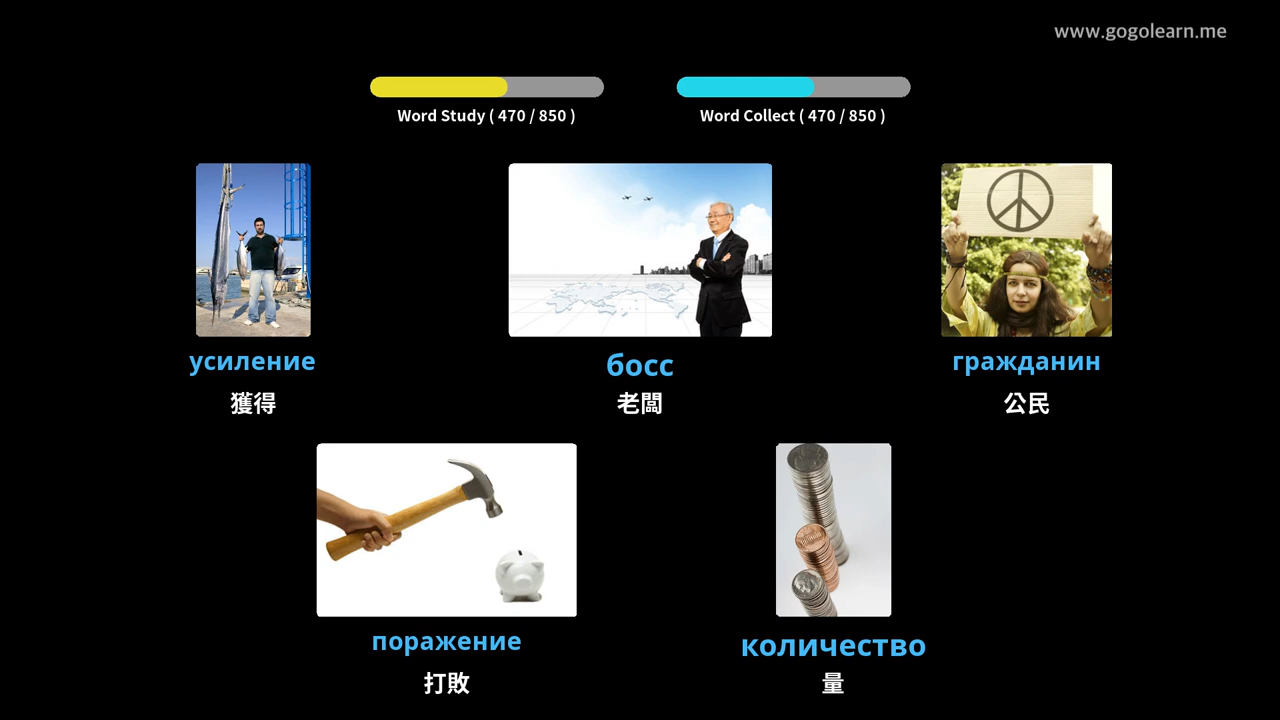 www.gogolearn.me
Word Study ( 470 / 850 )
Word Collect ( 470 / 850 )
усиление
獲得
босс
老闆
гражданин
公民
поражение
打敗
количество
量